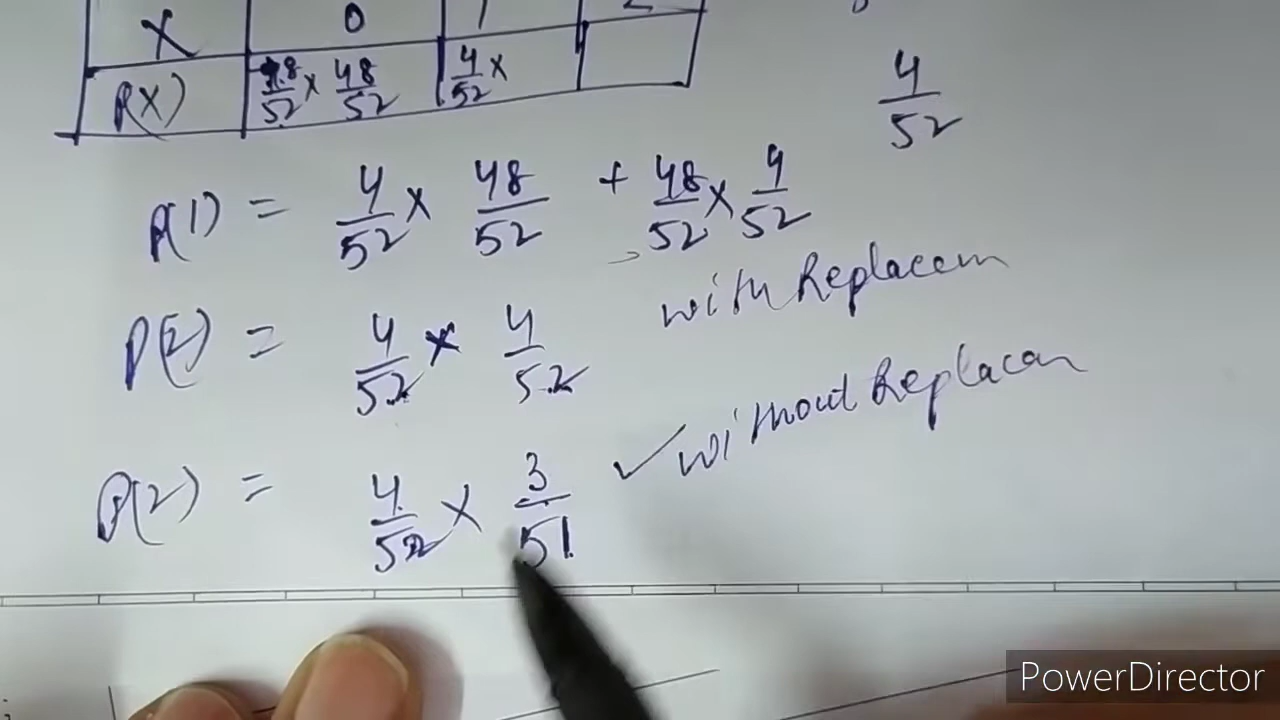 X 0 1 2
P(X) 48/52 × 48/52 4/52 ×
4/52
P(1) = 4/52 × 48/52 + 48/52 × 4/52
with Replacem
P(2) = 4/52 × 4/52
without Replacem
P(2) = 4/52 × 3/51
PowerDirector